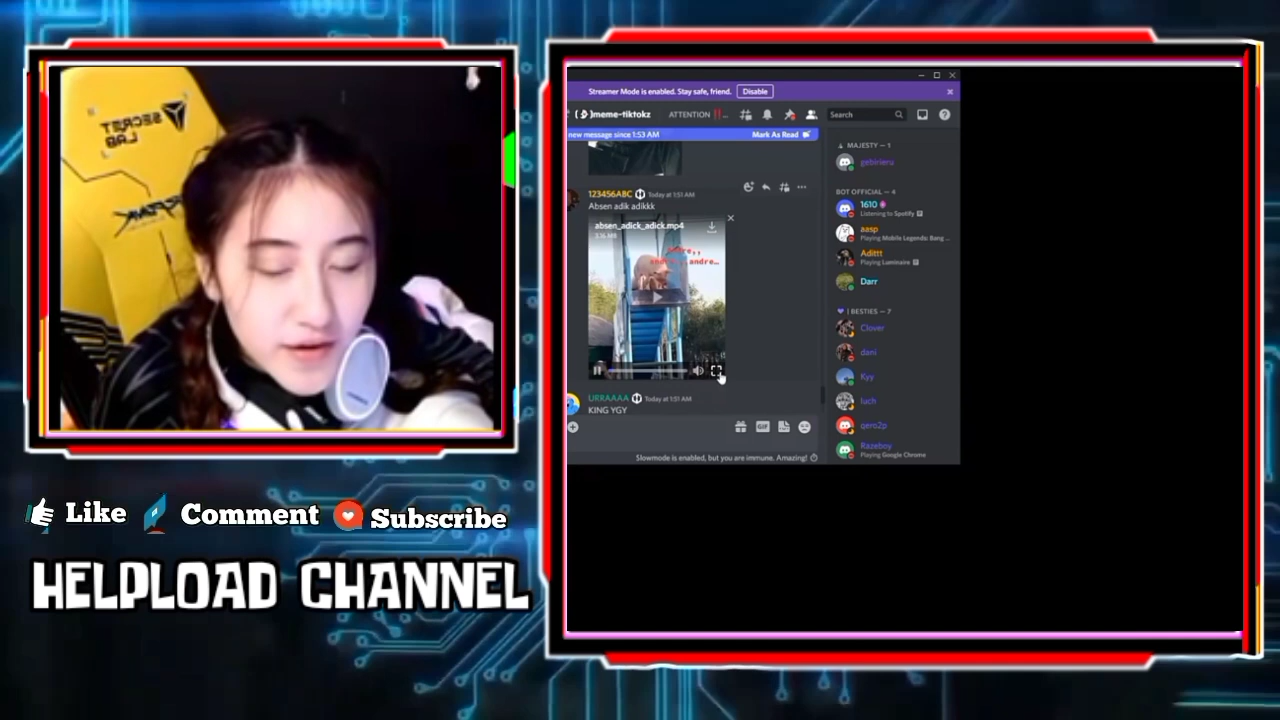 SECRET
LAB
Like
Comment
Subscribe
HELPLOAD CHANNEL
Streamer Mode is enabled. Stay safe, friend.
Disable
meme-tiktokz
ATTENTION
Search
new message since 1:53 AM
Mark As Read
123456ABC
Today at 1:51 AM
Absen adik adikkk
absen_adick_adick.mp4
URRAAAA
Today at 1:51 AM
KING YGY
GIF
Slowmode is enabled, but you are immune. Amazing!
MAJESTY — 1
gebirieru
BOT OFFICIAL — 4
1610
Listening to Spotify
aasp
Playing Mobile Legends: Bang ...
Adittt
Playing Luminaire
Darr
| BESTIES — 7
Clover
dani
Kyy
luch
qero2p
Razeboy
Playing Google Chrome